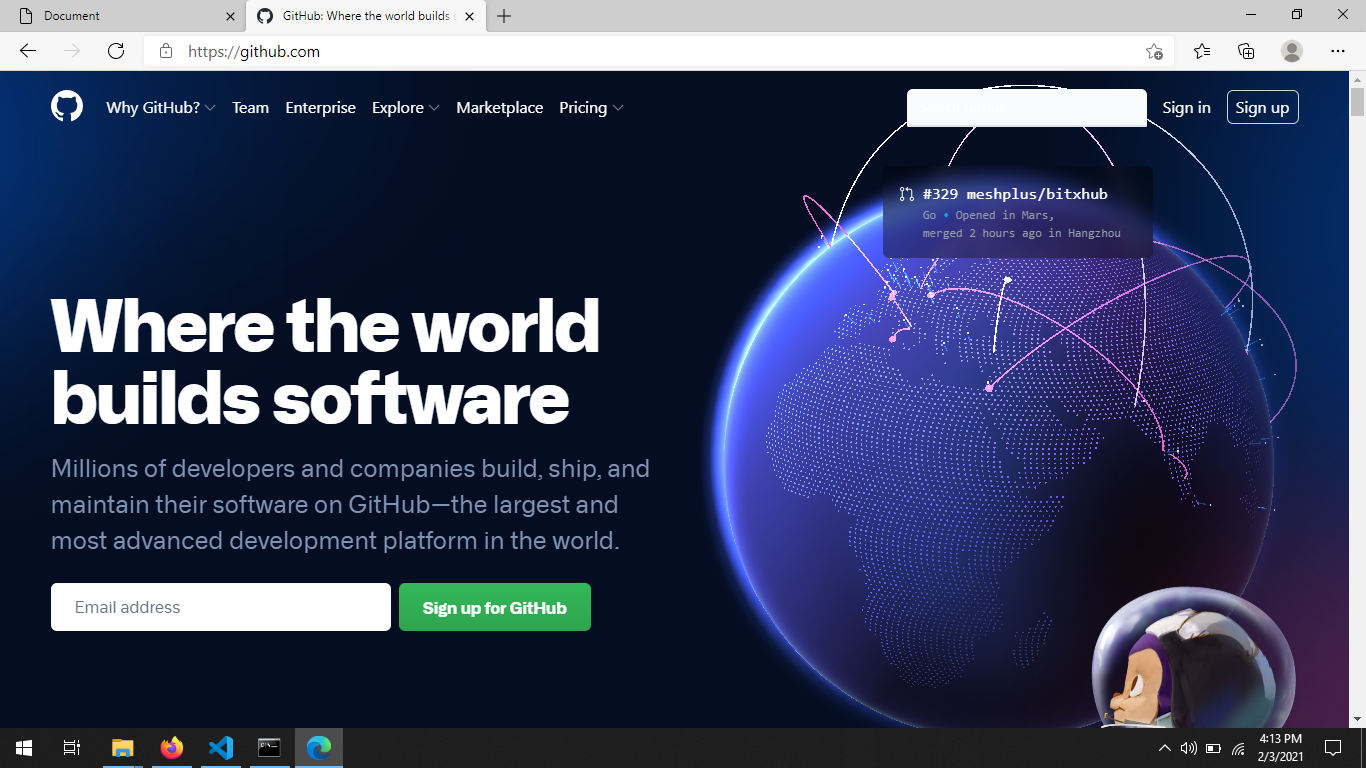 Document
GitHub: Where the world builds
https://github.com
Why GitHub?
Team
Enterprise
Explore
Marketplace
Pricing
Sign in
Sign up
#329 meshplus/bitxhub
Go • Opened in Mars,
merged 2 hours ago in Hangzhou
Where the world
builds software
Millions of developers and companies build, ship, and
maintain their software on GitHub—the largest and
most advanced development platform in the world.
Email address
Sign up for GitHub
4:13 PM
2/3/2021